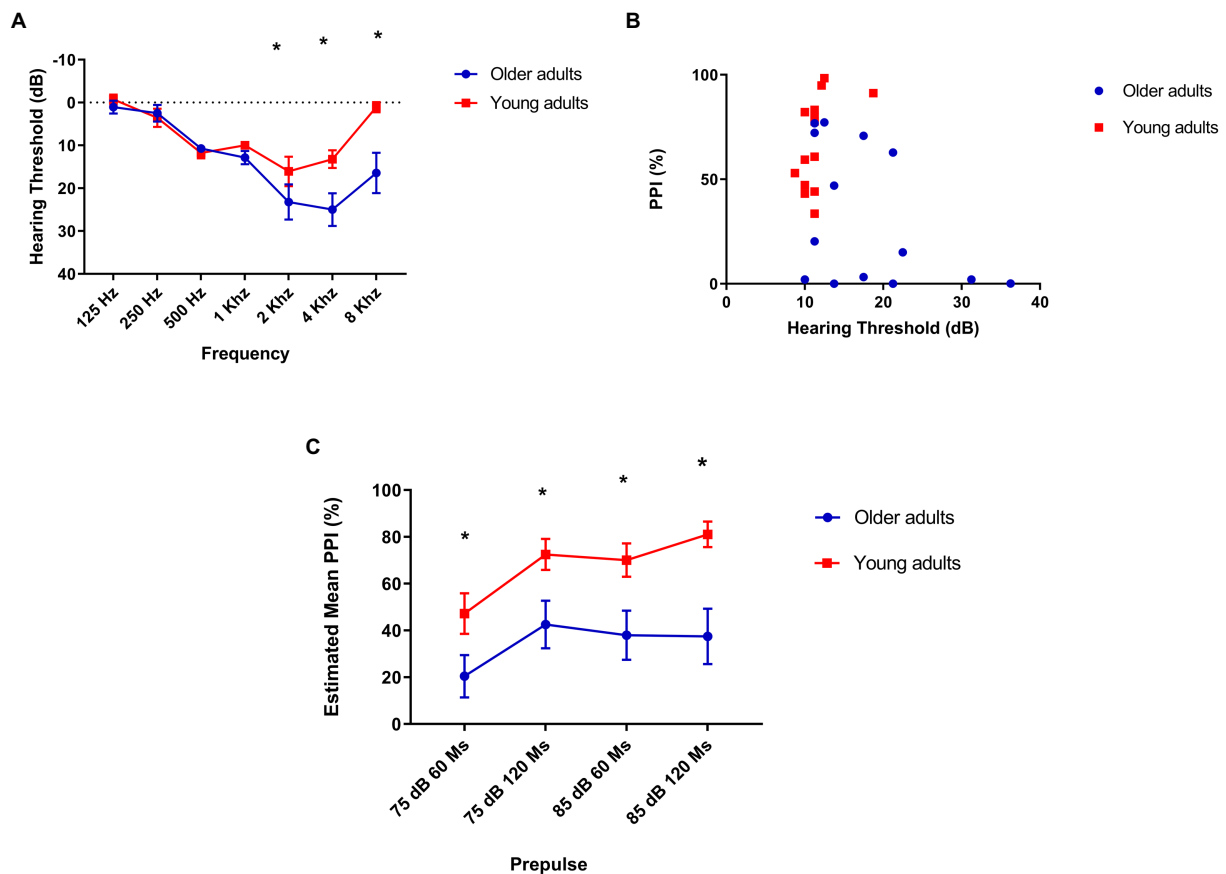 A
* * *
-10
0
10
20
30
40
Hearing Threshold (dB)
125 Hz
250 Hz
500 Hz
1 Khz
2 Khz
4 Khz
8 Khz
Frequency
Older adults
Young adults
B
100
50
0
PPI (%)
0 10 20 30 40
Hearing Threshold (dB)
Older adults
Young adults
C
* * * *
100
80
60
40
20
0
Estimated Mean PPI (%)
75 dB 60 Ms
75 dB 120 Ms
85 dB 60 Ms
85 dB 120 Ms
Prepulse
Older adults
Young adults